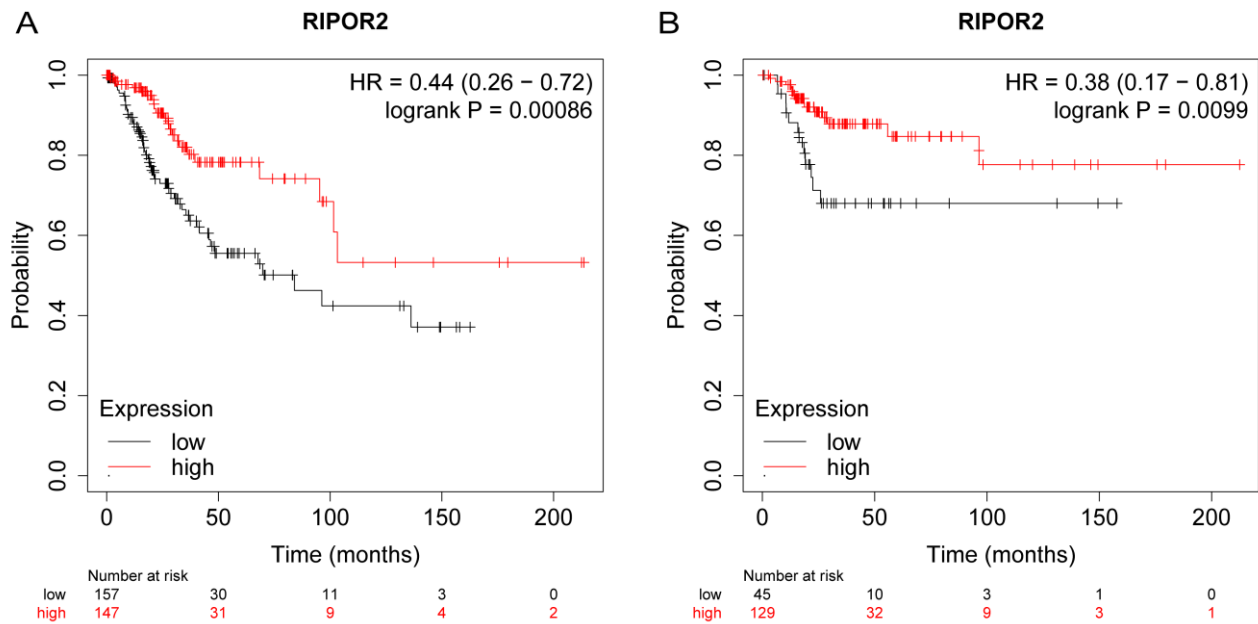 A
RIPOR2
HR = 0.44 (0.26 − 0.72)
logrank P = 0.00086
Probability
1.0
0.8
0.6
0.4
0.2
0.0
Expression
low
high
0 50 100 150 200
Time (months)
Number at risk
low 157 30 11 3 0
high 147 31 9 4 2
B
RIPOR2
HR = 0.38 (0.17 − 0.81)
logrank P = 0.0099
Probability
1.0
0.8
0.6
0.4
0.2
0.0
Expression
low
high
0 50 100 150 200
Time (months)
Number at risk
low 45 10 3 1 0
high 129 32 9 3 1